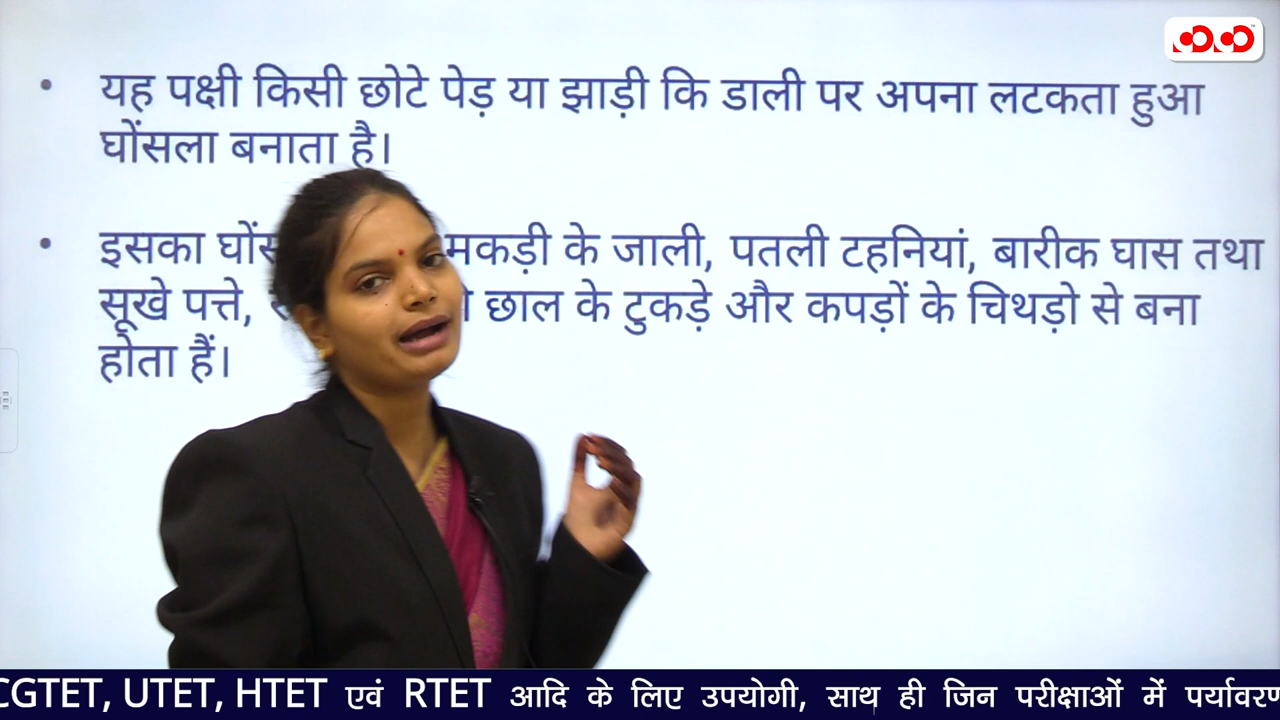 यह पक्षी किसी छोटे पेड़ या झाड़ी कि डाली पर अपना लटकता हुआ
घोंसला बनाता है।
इसका मकड़ी के जाली, पतली टहनियां, बारीक घास तथा
सूखे पत्ते, छाल के टुकड़े और कपड़ों के चिथड़ो से बना
होता हैं।
CGTET, UTET, HTET एवं RTET आदि के लिए उपयोगी, साथ ही जिन परीक्षाओं में पर्यावरण